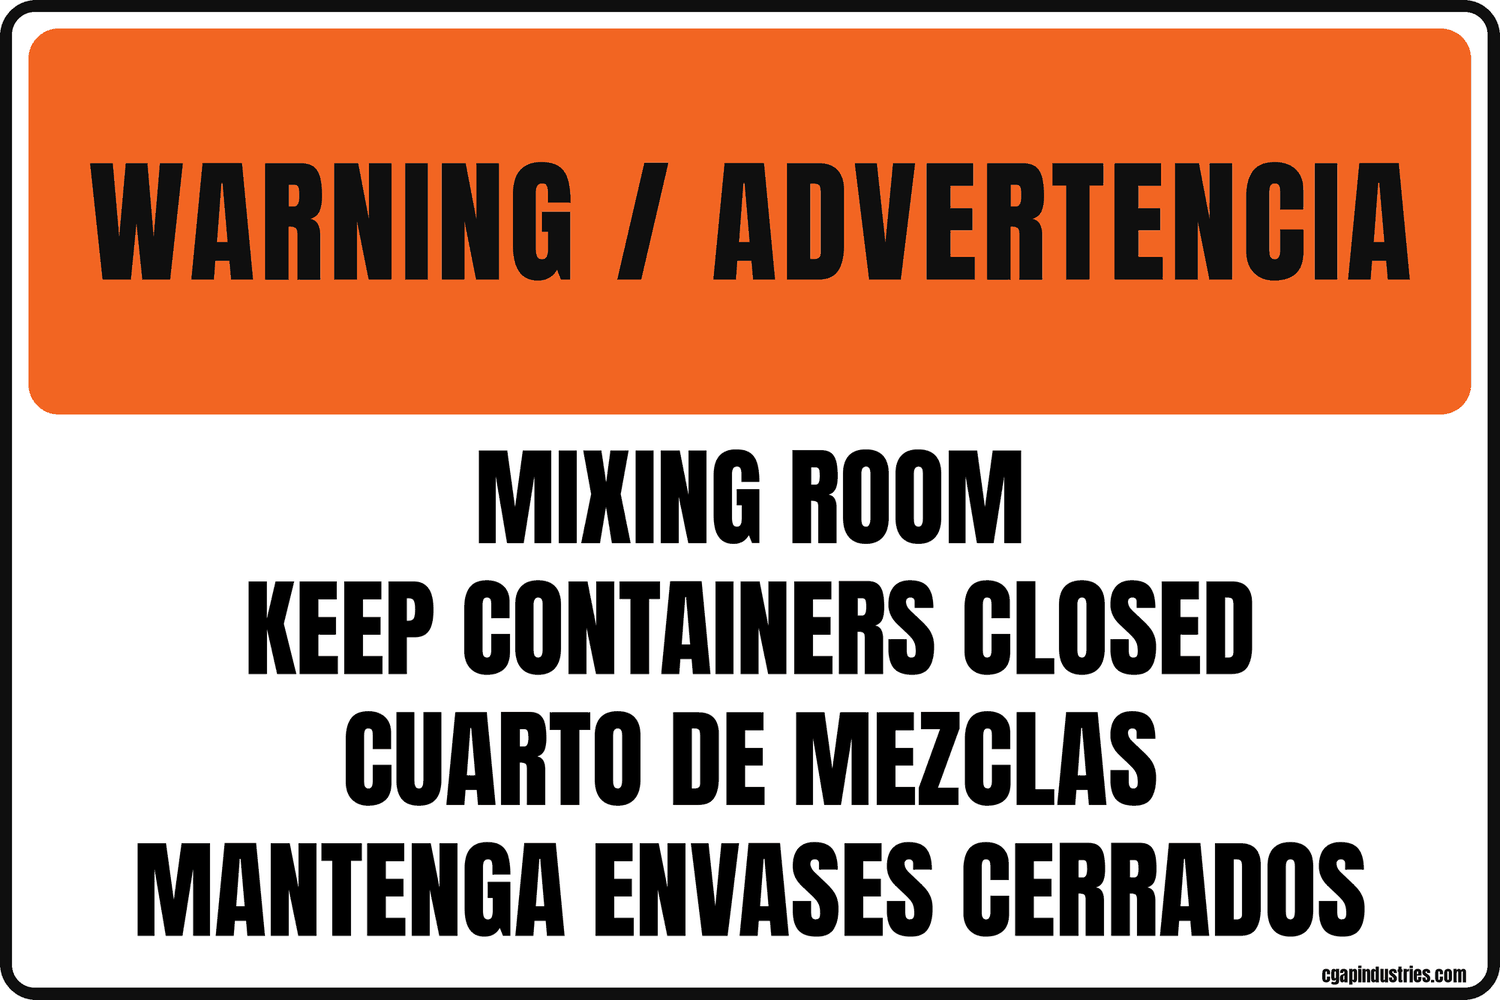 WARNING / ADVERTENCIA
MIXING ROOM
KEEP CONTAINERS CLOSED
CUARTO DE MEZCLAS
MANTENGA ENVASES CERRADOS
cgapindustries.com